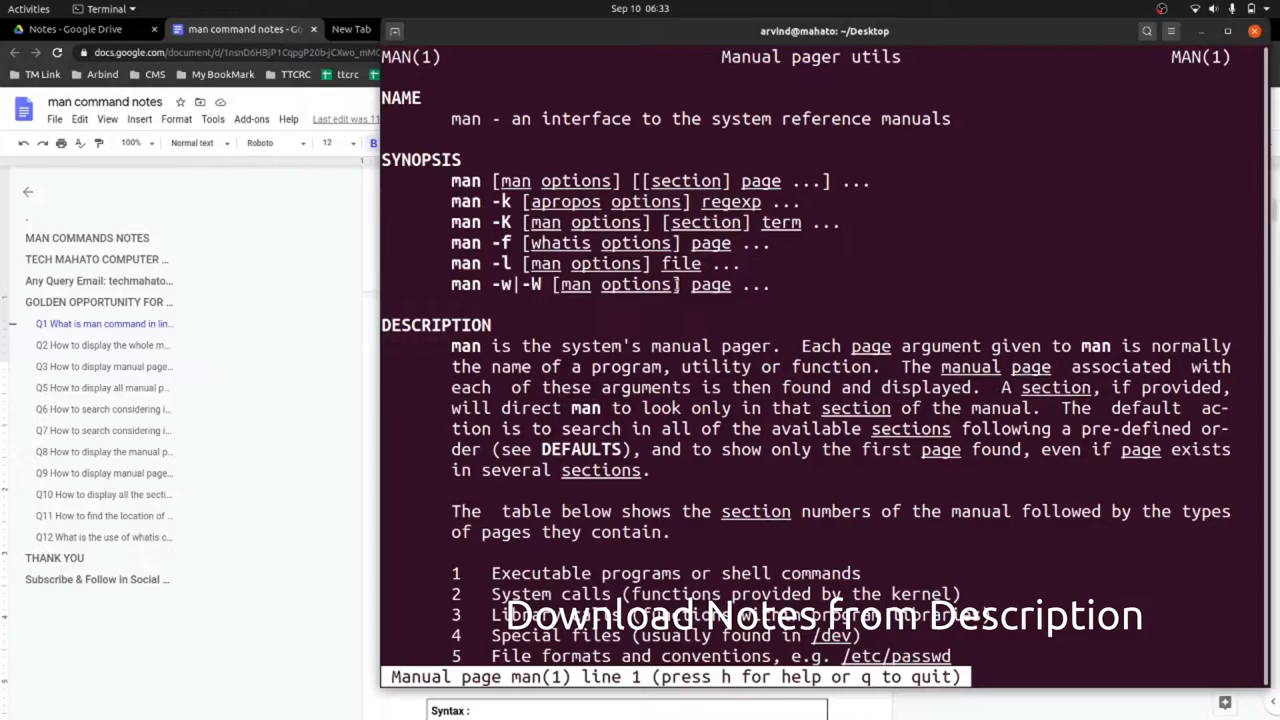 Activities
Terminal
Sep 10 06:33
Notes - Google Drive
man command notes - Go
New Tab
arvind@mahato: ~/Desktop
TM Link
Arbind
CMS
My BookMark
TTCRC
ttcrc
man command notes
File Edit View Insert Format Tools Add-ons Help Last edit was 11
100% Normal text Roboto 12 B
MAN COMMANDS NOTES
TECH MAHATO COMPUTER ...
Any Query Email: techmahato...
GOLDEN OPPORTUNITY FOR ...
Q1 What is man command in lin...
Q2 How to display the whole m...
Q3 How to display manual page...
Q5 How to display all manual p...
Q6 How to search considering i...
Q7 How to search considering i...
Q8 How to display the manual p...
Q9 How to display manual page...
Q10 How to display all the secti...
Q11 How to find the location of ...
Q12 What is the use of whatis c...
THANK YOU
Subscribe & Follow in Social ...
MAN(1) Manual pager utils MAN(1)
NAME
man - an interface to the system reference manuals
SYNOPSIS
man [man options] [[section] page ...] ...
man -k [apropos options] regexp ...
man -K [man options] [section] term ...
man -f [whatis options] page ...
man -l [man options] file ...
man -w|-W [man options] page ...
DESCRIPTION
man is the system's manual pager. Each page argument given to man is normally
the name of a program, utility or function. The manual page associated with
each of these arguments is then found and displayed. A section, if provided,
will direct man to look only in that section of the manual. The default ac-
tion is to search in all of the available sections following a pre-defined or-
der (see DEFAULTS), and to show only the first page found, even if page exists
in several sections.
The table below shows the section numbers of the manual followed by the types
of pages they contain.
1 Executable programs or shell commands
2 System calls (functions provided by the kernel)
3 Library calls (functions within program libraries)
4 Special files (usually found in /dev)
5 File formats and conventions, e.g. /etc/passwd
Manual page man(1) line 1 (press h for help or q to quit)
Download Notes from Description
Syntax :